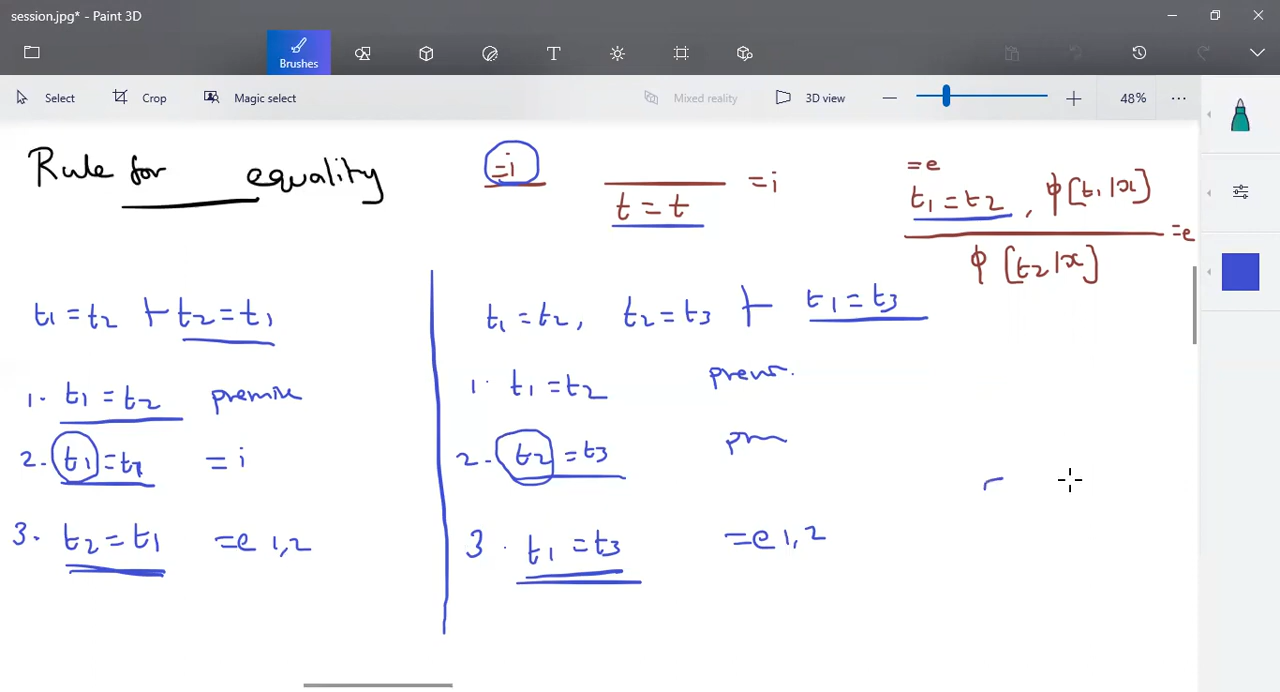 session.jpg* - Paint 3D
Brushes
Select Crop Magic select Mixed reality 3D view 48%
Rule for equality
=i
t = t =i
=e
t1 = t2 , φ[t1|x] =e
φ[t2|x]
t1 = t2 ⊢ t2 = t1
1. t1 = t2 premise
2. t1 = t1 = i
3. t2 = t1 =e 1,2
t1 = t2, t2 = t3 ⊢ t1 = t3
1. t1 = t2
2. t2 = t3
3. t1 = t3 =e 1,2